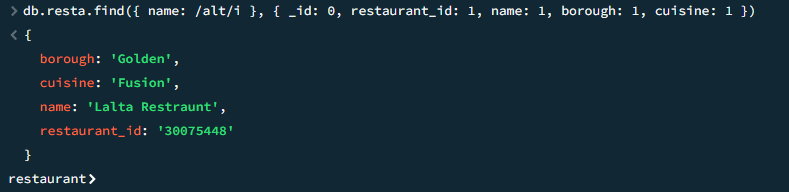 > db.resta.find({ name: /alt/i }, { _id: 0, restaurant_id: 1, name: 1, borough: 1, cuisine: 1 })
< {
borough: 'Golden',
cuisine: 'Fusion',
name: 'Lalta Restraunt',
restaurant_id: '30075448'
}
restaurant>